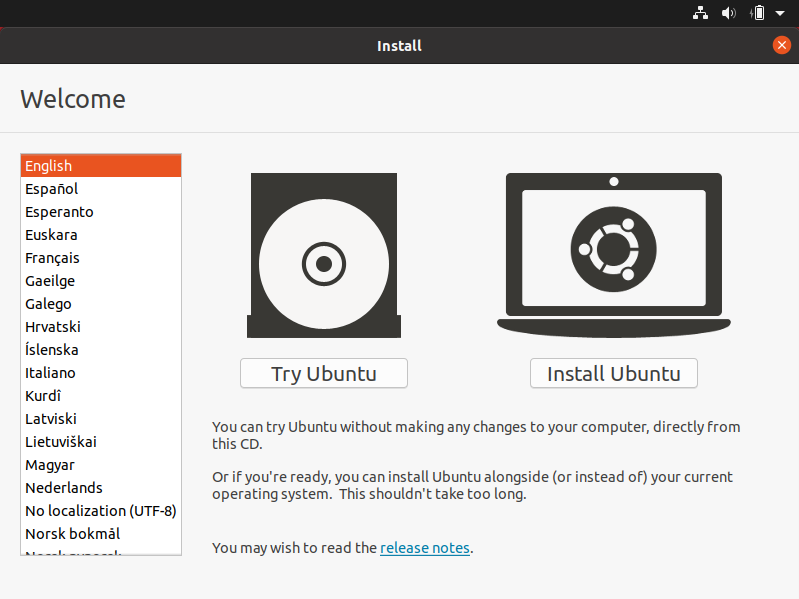 Install
Welcome
English
Español
Esperanto
Euskara
Français
Gaeilge
Galego
Hrvatski
Íslenska
Italiano
Kurdî
Latviski
Lietuviškai
Magyar
Nederlands
No localization (UTF-8)
Norsk bokmål
Try Ubuntu
Install Ubuntu
You can try Ubuntu without making any changes to your computer, directly from
this CD.
Or if you're ready, you can install Ubuntu alongside (or instead of) your current
operating system. This shouldn't take too long.
You may wish to read the release notes.